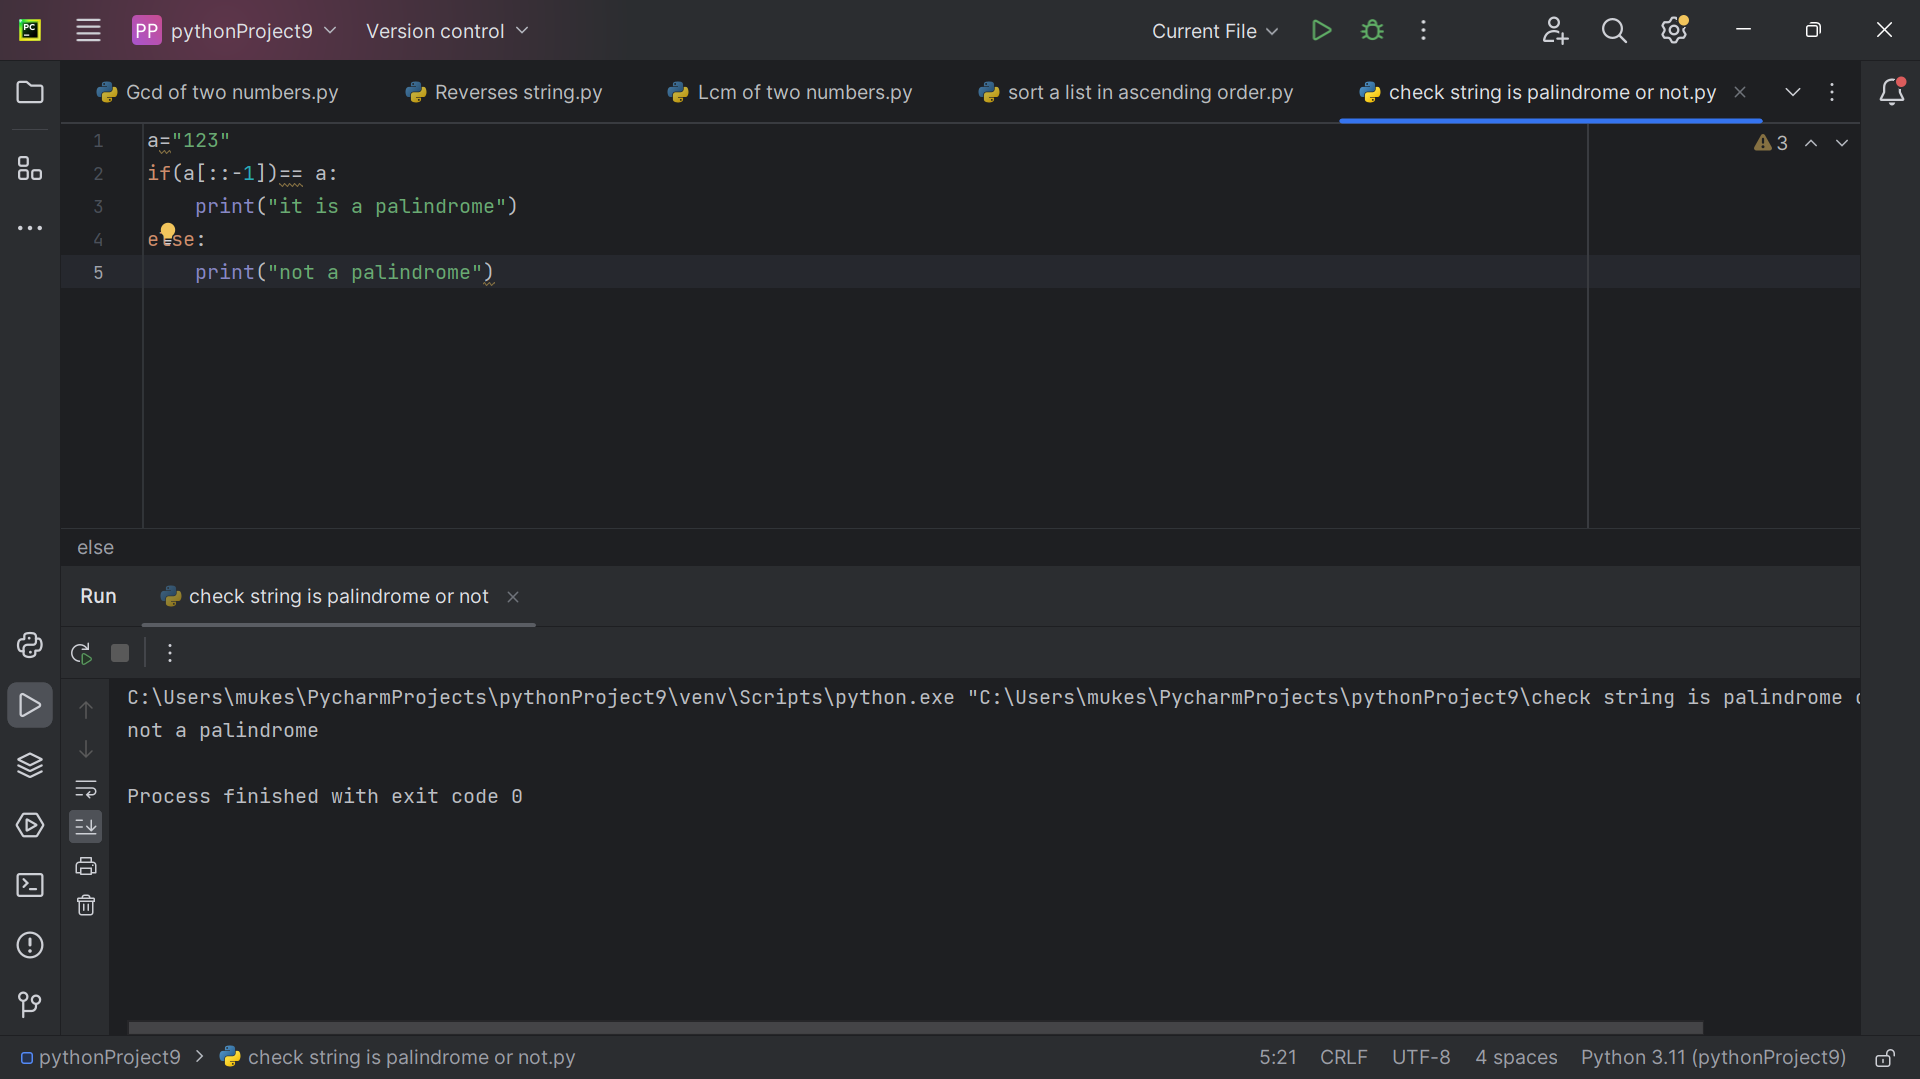 PC PP pythonProject9 Version control Current File
Gcd of two numbers.py Reverses string.py Lcm of two numbers.py sort a list in ascending order.py check string is palindrome or not.py
1 a="123" 3
2 if(a[::-1])== a:
3     print("it is a palindrome")
4 else:
5     print("not a palindrome")
else
Run check string is palindrome or not
C:\Users\mukes\PycharmProjects\pythonProject9\venv\Scripts\python.exe "C:\Users\mukes\PycharmProjects\pythonProject9\check string is palindrome
not a palindrome
Process finished with exit code 0
pythonProject9 > check string is palindrome or not.py 5:21 CRLF UTF-8 4 spaces Python 3.11 (pythonProject9)